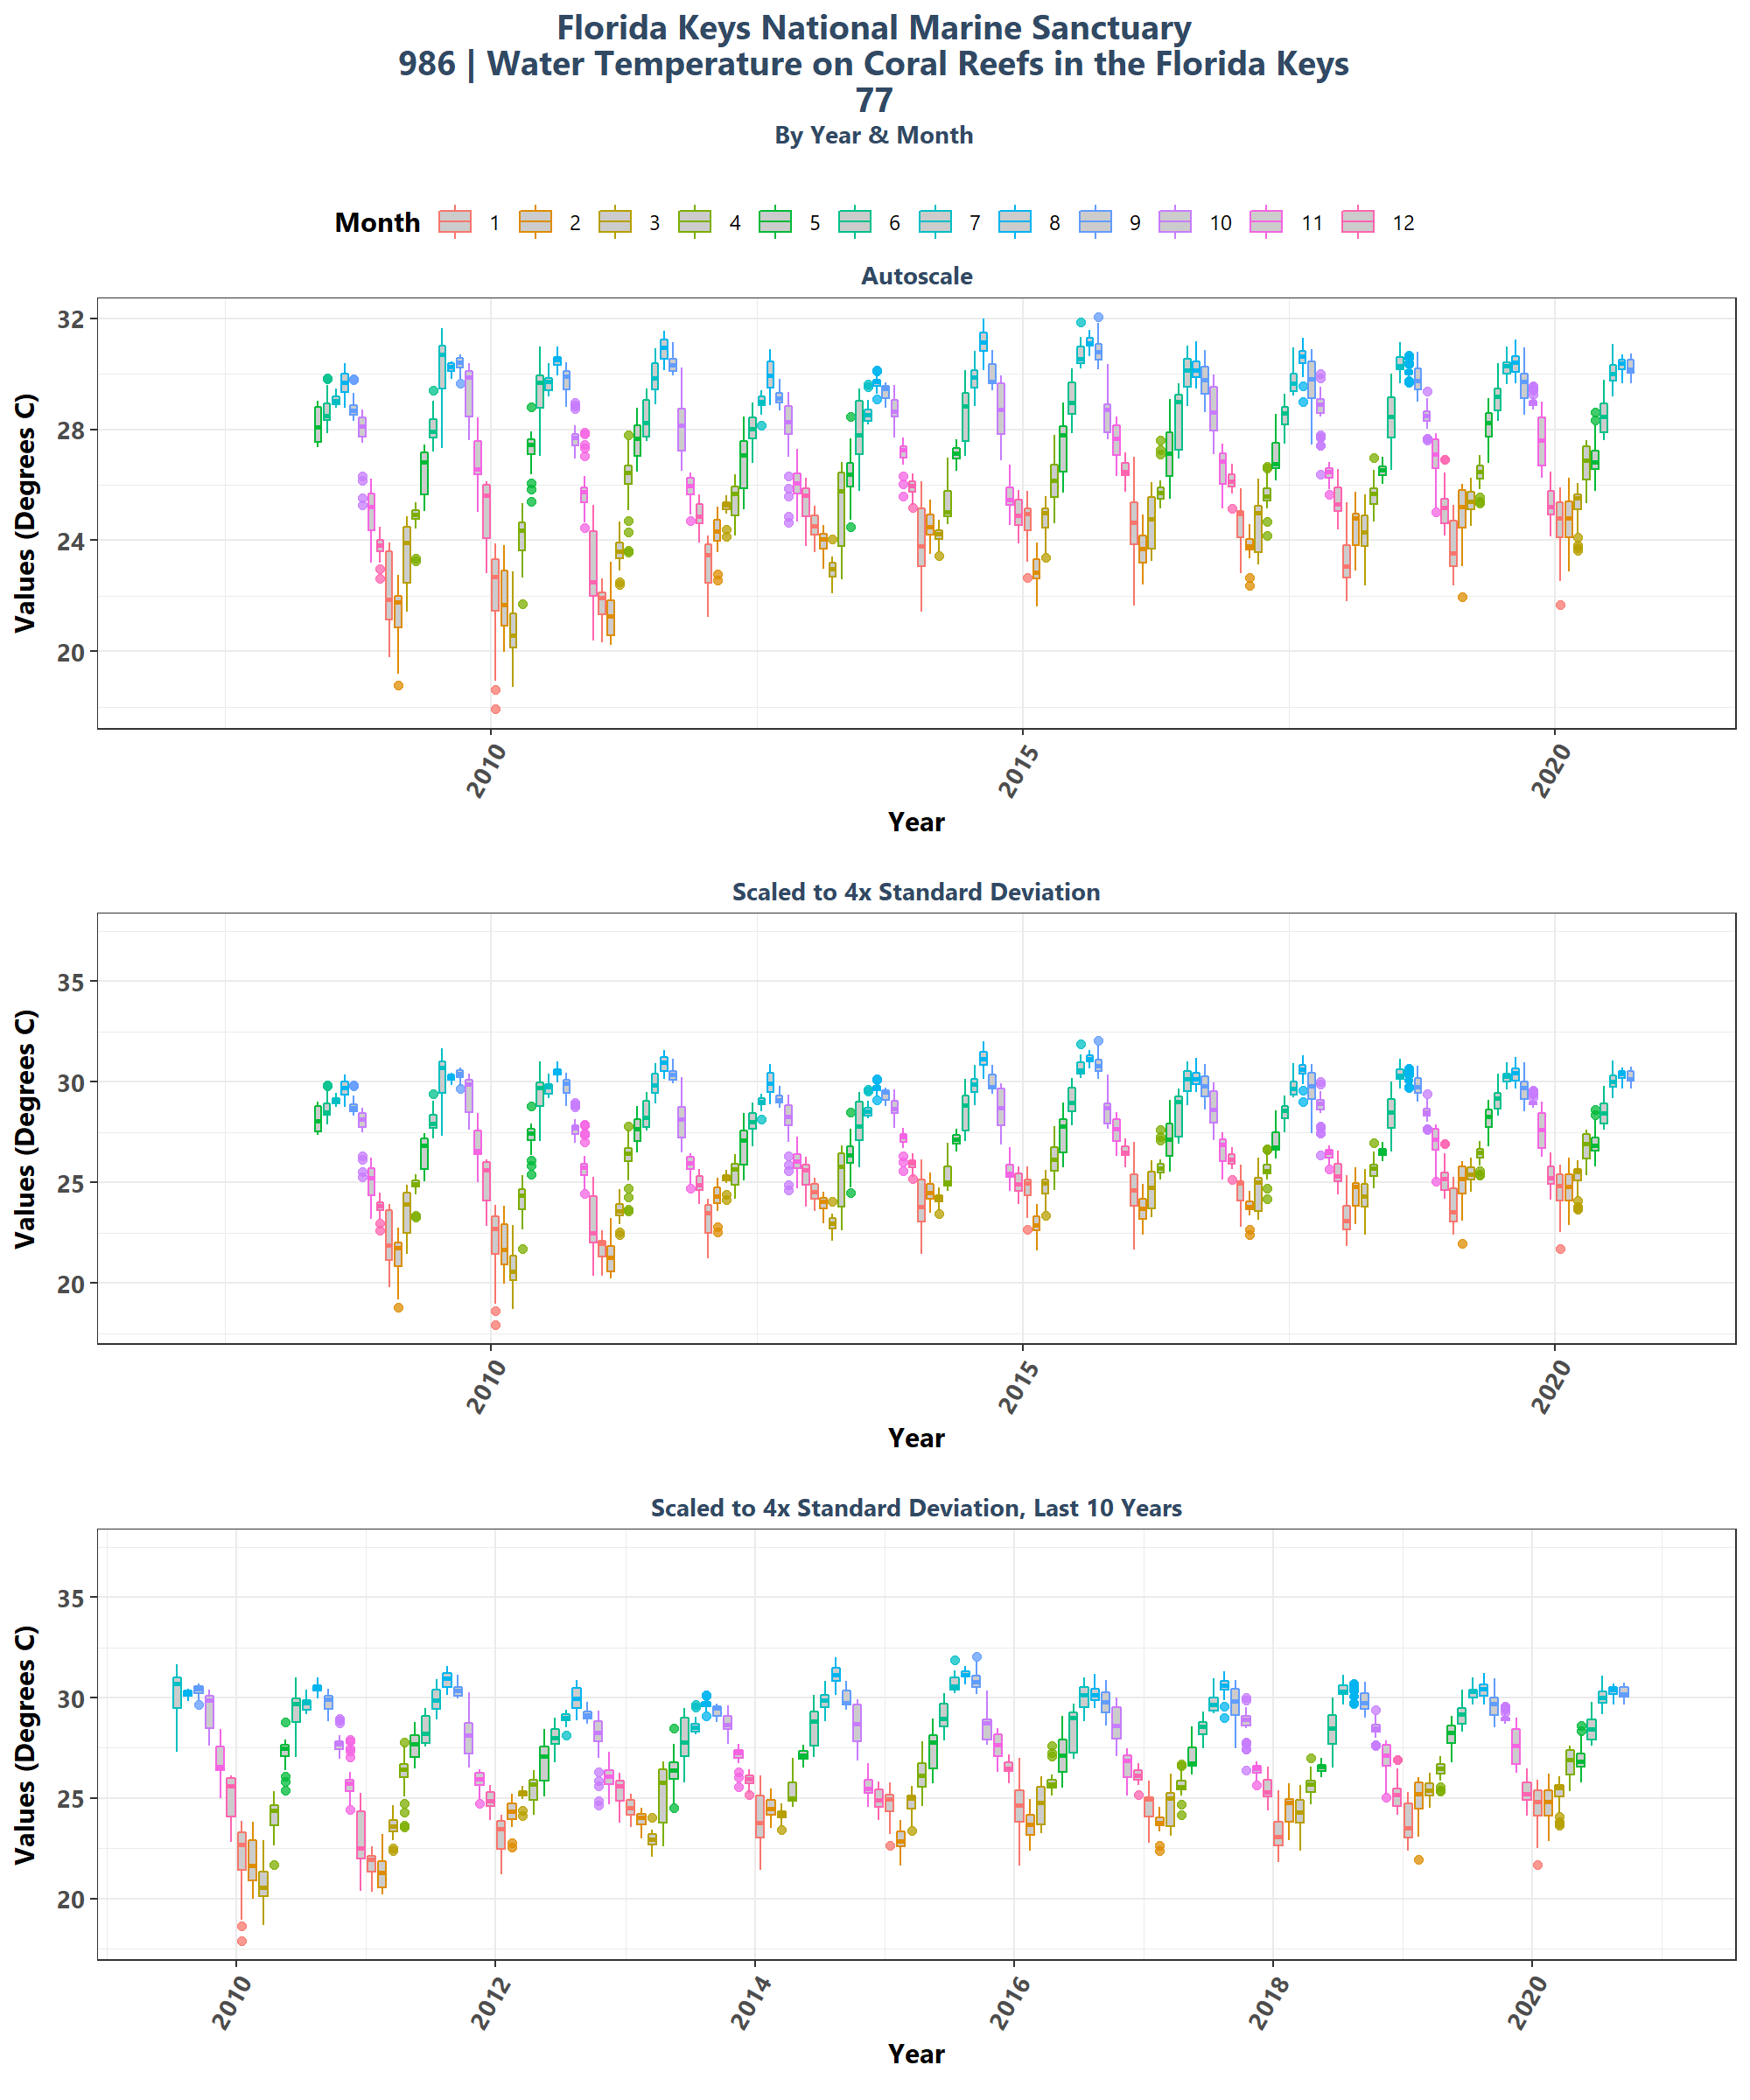 Florida Keys National Marine Sanctuary
986 | Water Temperature on Coral Reefs in the Florida Keys
77
By Year & Month
Month 1 2 3 4 5 6 7 8 9 10 11 12
Autoscale
Values (Degrees C)
32
28
24
20
2010 2015 2020
Year
Scaled to 4x Standard Deviation
Values (Degrees C)
35
30
25
20
2010 2015 2020
Year
Scaled to 4x Standard Deviation, Last 10 Years
Values (Degrees C)
35
30
25
20
2010 2012 2014 2016 2018 2020
Year